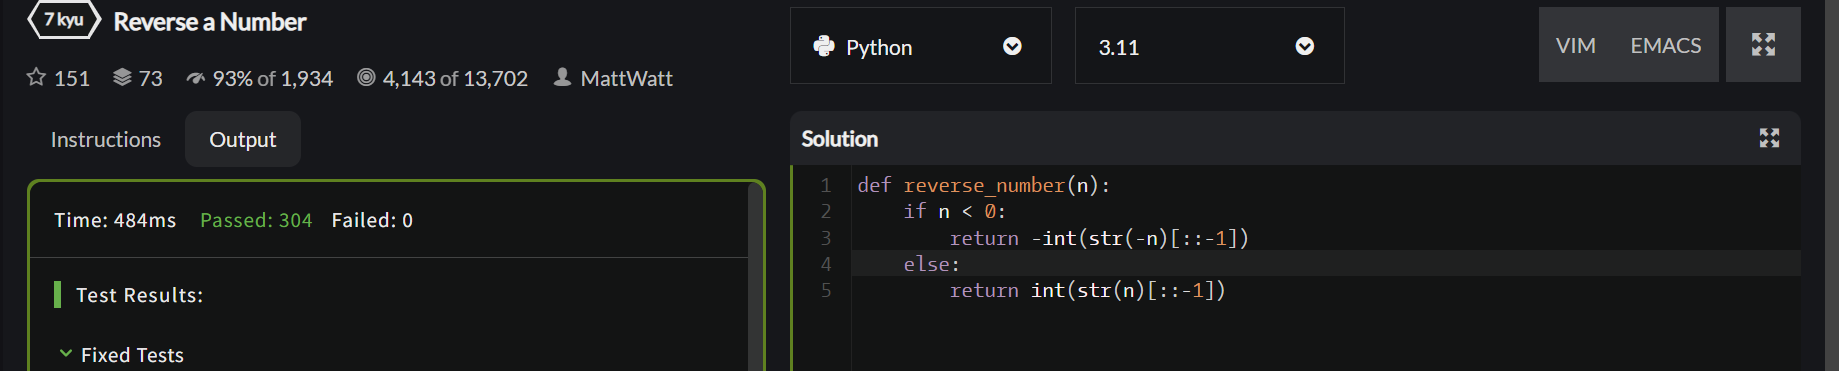 7 kyu Reverse a Number
151 73 93% of 1,934 4,143 of 13,702 MattWatt
Instructions Output
Time: 484ms Passed: 304 Failed: 0
Test Results:
Fixed Tests
Python 3.11 VIM EMACS
Solution
1 def reverse_number(n):
2     if n < 0:
3         return -int(str(-n)[::-1])
4     else:
5         return int(str(n)[::-1])